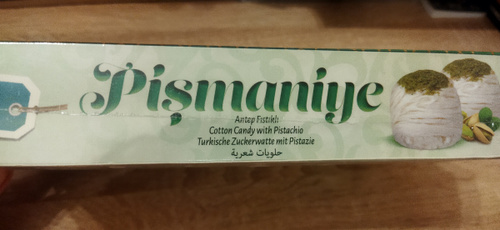 Pişmaniye
Antep Fıstıklı
Cotton Candy with Pistachio
Turkische Zuckerwatte mit Pistazie
حلويات شعرية